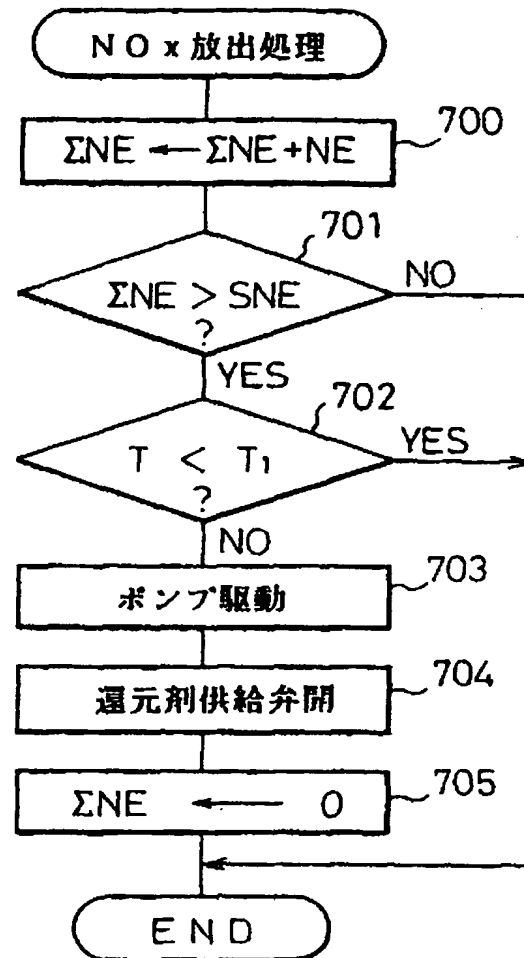 NOx放出処理
ΣNE ← ΣNE+NE
700
701
ΣNE > SNE
?
NO
YES
702
T < T₁
?
YES
NO
ポンプ駆動
703
還元剤供給弁開
704
ΣNE ← 0
705
END